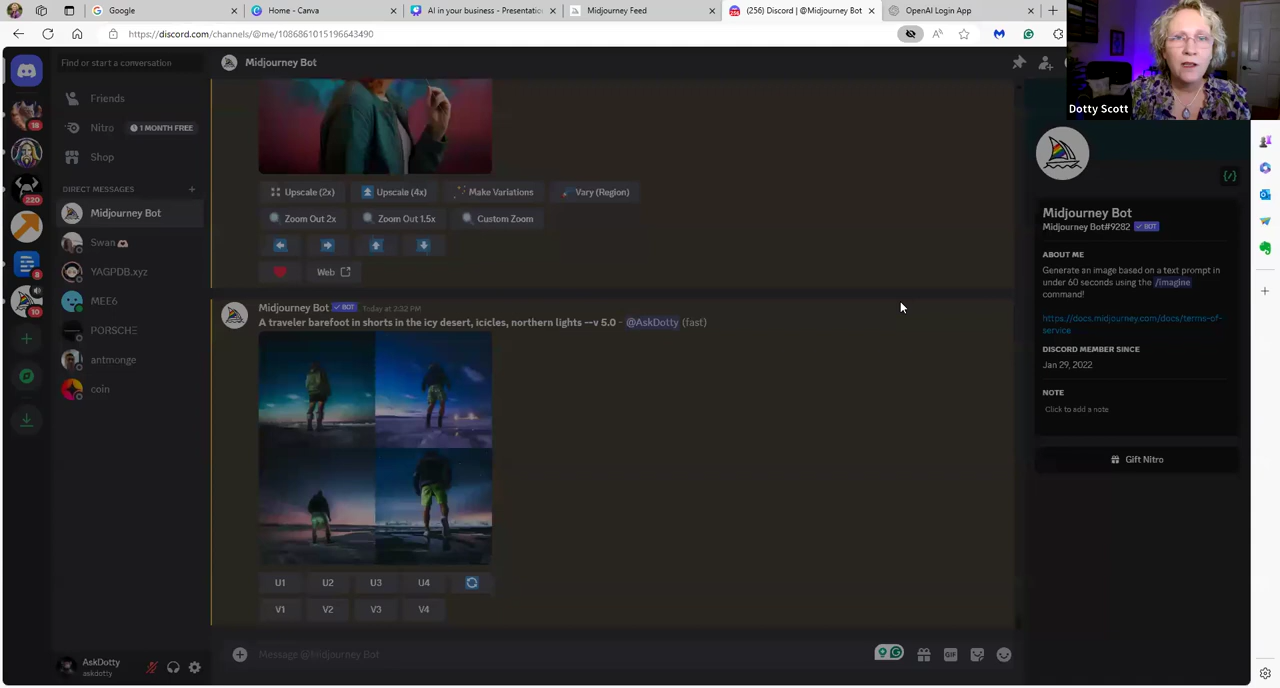 Google
Home - Canva
AI in your business - Presentatio
Midjourney Feed
(256) Discord | @Midjourney Bot
OpenAI Login App
https://discord.com/channels/@me/1086861015196643490
Dotty Scott
Find or start a conversation
Midjourney Bot
Friends
Nitro
1 MONTH FREE
Shop
DIRECT MESSAGES
Midjourney Bot
Swan
YAGPDB.xyz
MEE6
PORSCHE
antmonge
coin
18
220
8
10
Upscale (2x)
Upscale (4x)
Make Variations
Vary (Region)
Zoom Out 2x
Zoom Out 1.5x
Custom Zoom
Web
Midjourney Bot BOT Today at 2:32 PM
A traveler barefoot in shorts in the icy desert, icicles, northern lights --v 5.0 - @AskDotty (fast)
U1 U2 U3 U4
V1 V2 V3 V4
Message @Midjourney Bot
GIF
AskDotty
askdotty
Midjourney Bot
Midjourney Bot#9282 BOT
ABOUT ME
Generate an image based on a text prompt in
under 60 seconds using the /imagine
command!
https://docs.midjourney.com/docs/terms-of-
service
DISCORD MEMBER SINCE
Jan 29, 2022
NOTE
Click to add a note
Gift Nitro